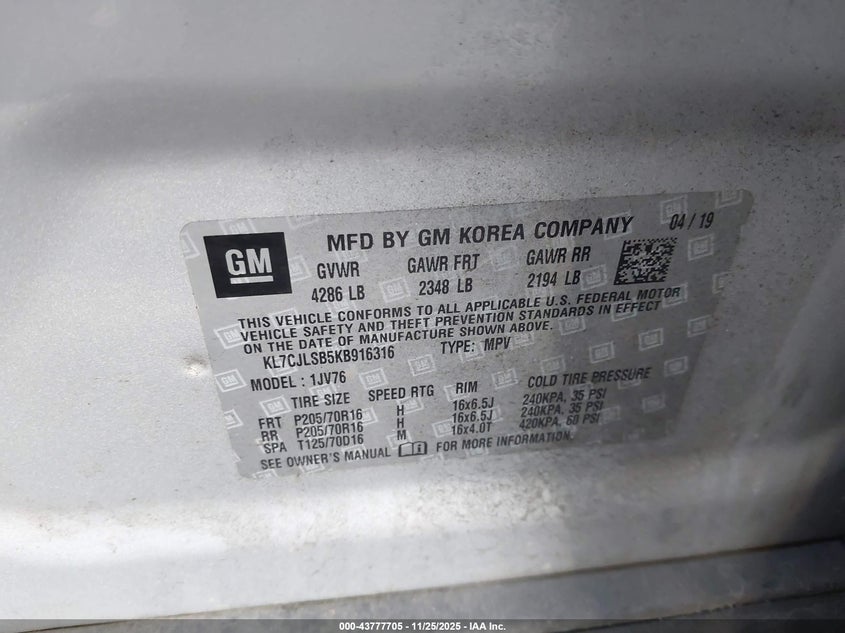 GM
MFD BY GM KOREA COMPANY 04 / 19
GVWR GAWR FRT GAWR RR
4286 LB 2348 LB 2194 LB
THIS VEHICLE CONFORMS TO ALL APPLICABLE U.S. FEDERAL MOTOR
VEHICLE SAFETY AND THEFT PREVENTION STANDARDS IN EFFECT
ON THE DATE OF MANUFACTURE SHOWN ABOVE.
KL7CJLSB5KB916316 TYPE: MPV
MODEL : 1JV76
TIRE SIZE SPEED RTG RIM COLD TIRE PRESSURE
FRT P205/70R16 H 16x6.5J 240KPA, 35 PSI
RR P205/70R16 H 16x6.5J 240KPA, 35 PSI
SPA T125/70D16 M 16x4.0T 420KPA, 60 PSI
SEE OWNER'S MANUAL FOR MORE INFORMATION.
000-43777705 - 11/25/2025 - IAA Inc.